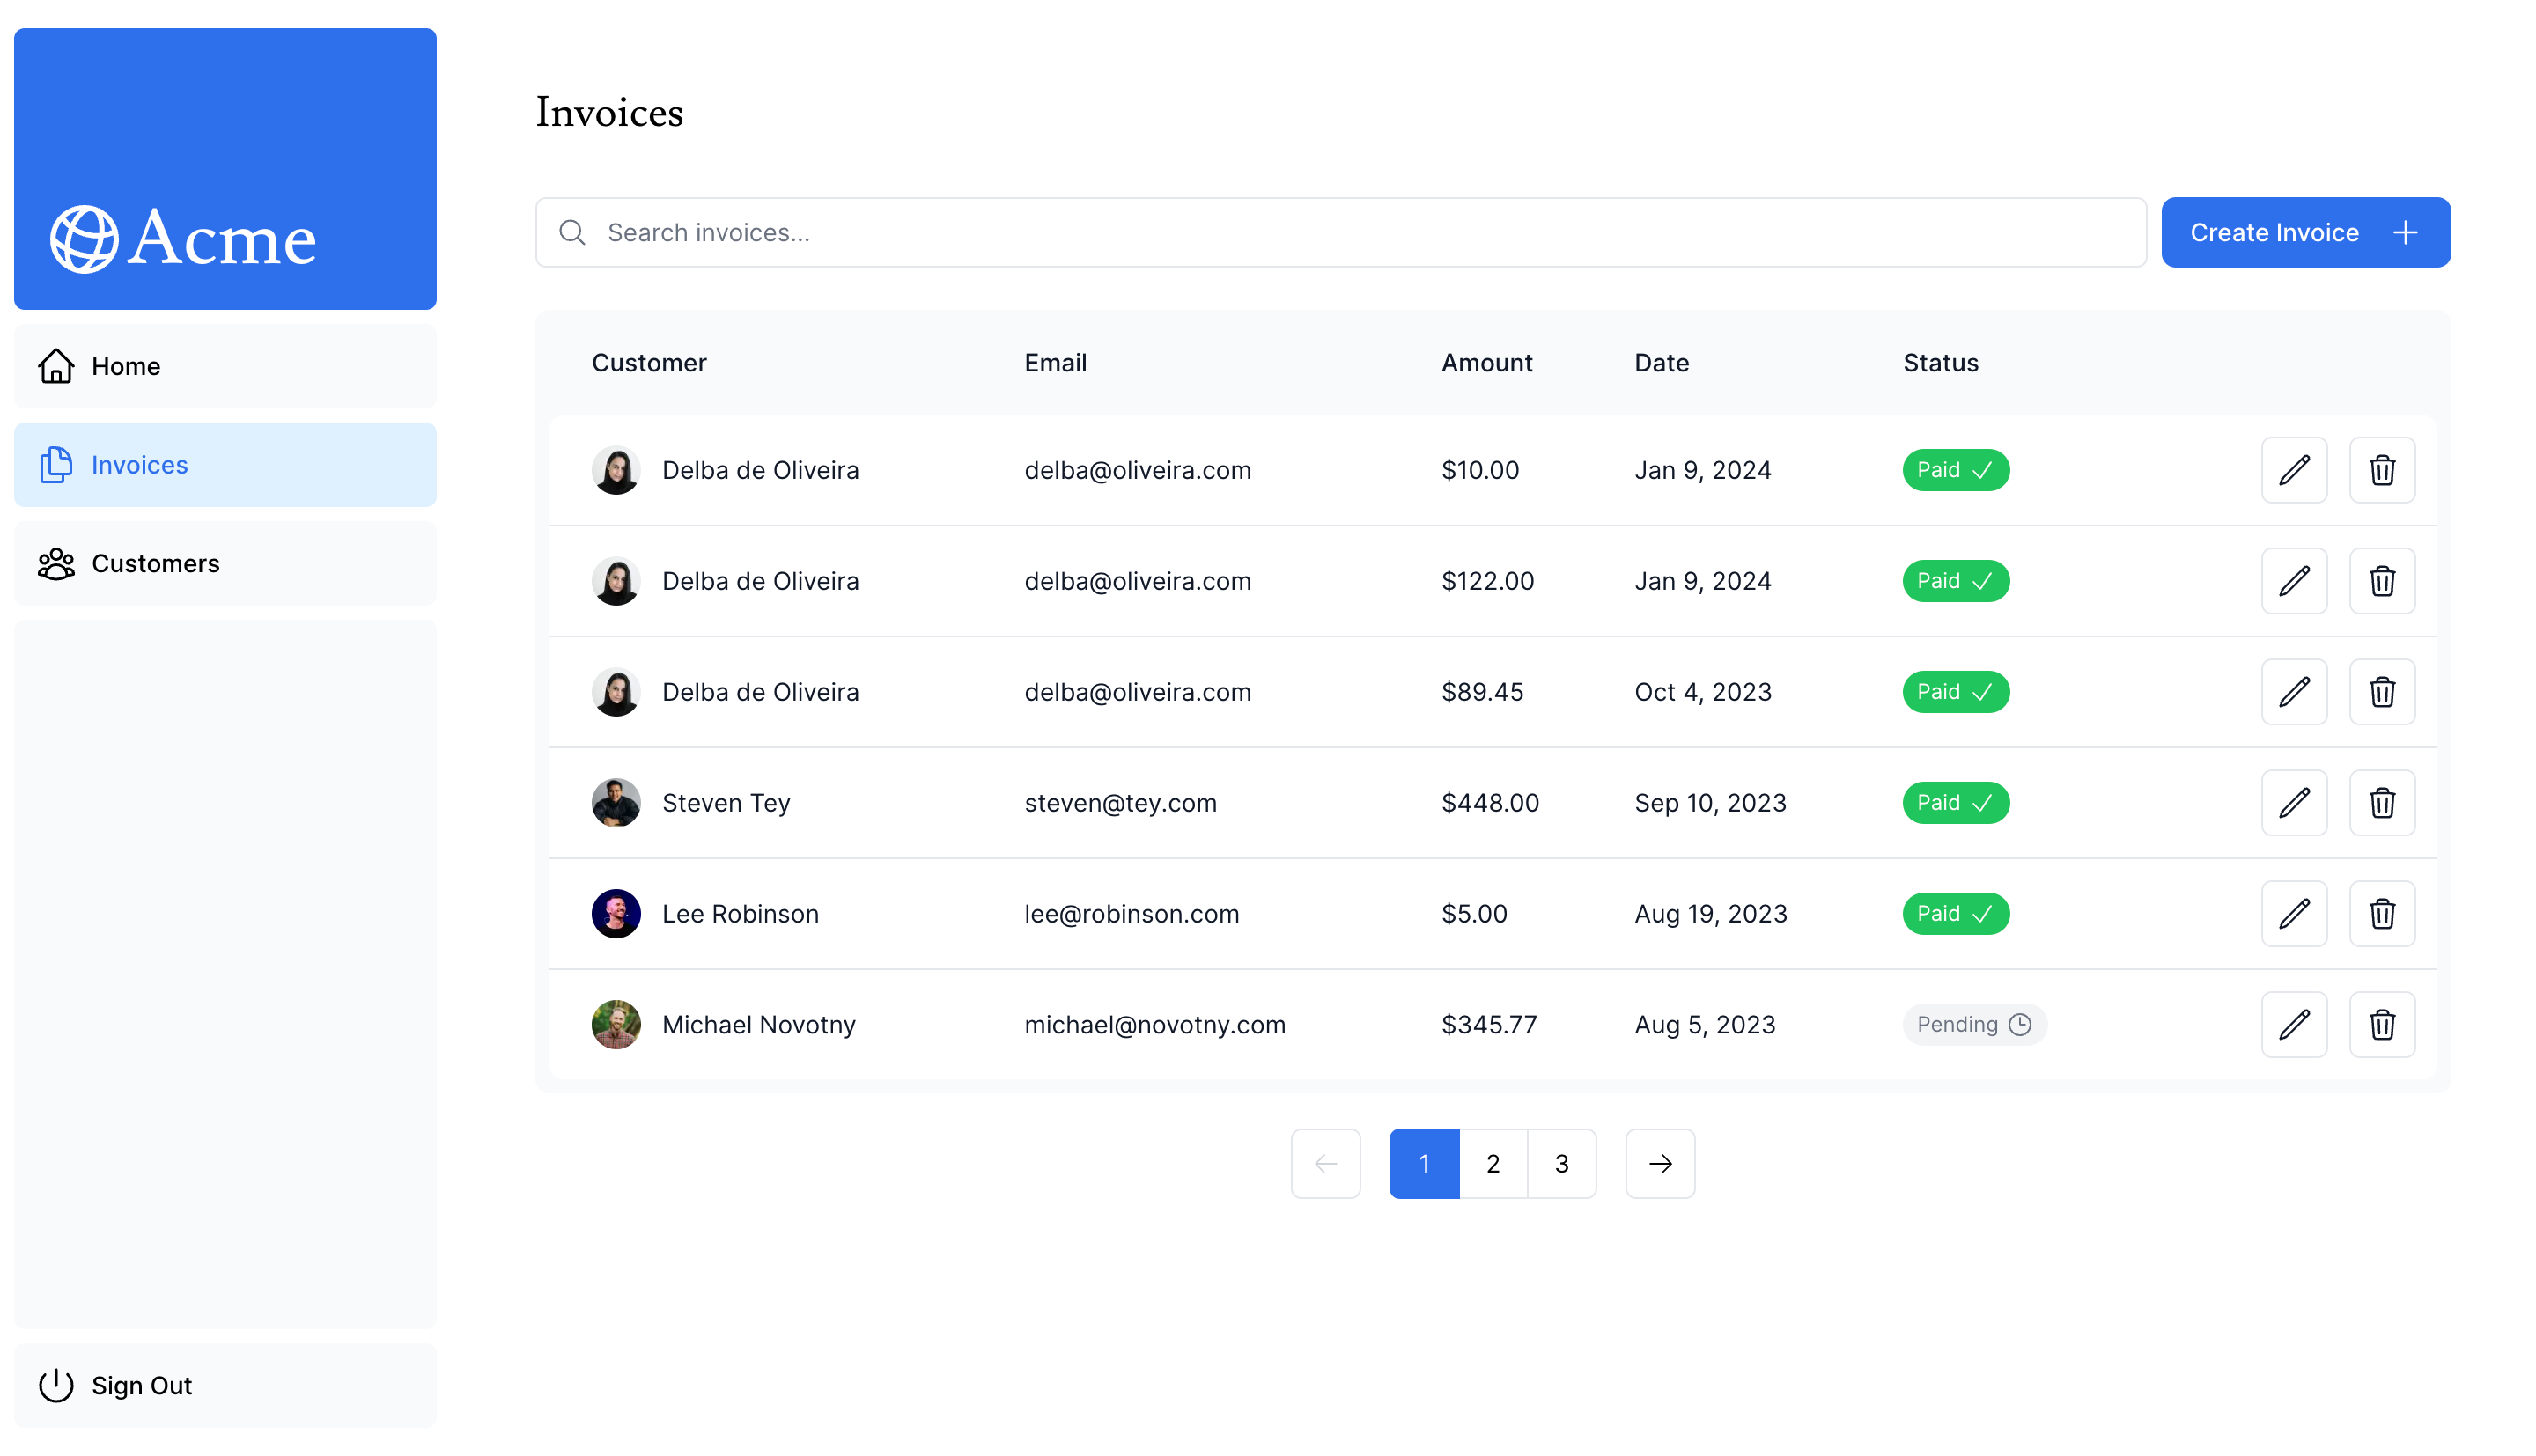 Acme
Home
Invoices
Customers
Sign Out
Invoices
Search invoices...
Create Invoice
Customer Email Amount Date Status
Delba de Oliveira delba@oliveira.com $10.00 Jan 9, 2024 Paid
Delba de Oliveira delba@oliveira.com $122.00 Jan 9, 2024 Paid
Delba de Oliveira delba@oliveira.com $89.45 Oct 4, 2023 Paid
Steven Tey steven@tey.com $448.00 Sep 10, 2023 Paid
Lee Robinson lee@robinson.com $5.00 Aug 19, 2023 Paid
Michael Novotny michael@novotny.com $345.77 Aug 5, 2023 Pending
1 2 3